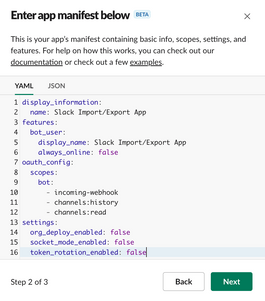 Enter app manifest below BETA
This is your app's manifest containing basic info, scopes, settings, and
features. For help on how this works, you can check out our
documentation or check out a few examples.
YAML JSON
1 display_information:
2 name: Slack Import/Export App
3 features:
4 bot_user:
5 display_name: Slack Import/Export App
6 always_online: false
7 oauth_config:
8 scopes:
9 bot:
10 - incoming-webhook
11 - channels:history
12 - channels:read
13 settings:
14 org_deploy_enabled: false
15 socket_mode_enabled: false
16 token_rotation_enabled: false
Step 2 of 3 Back Next